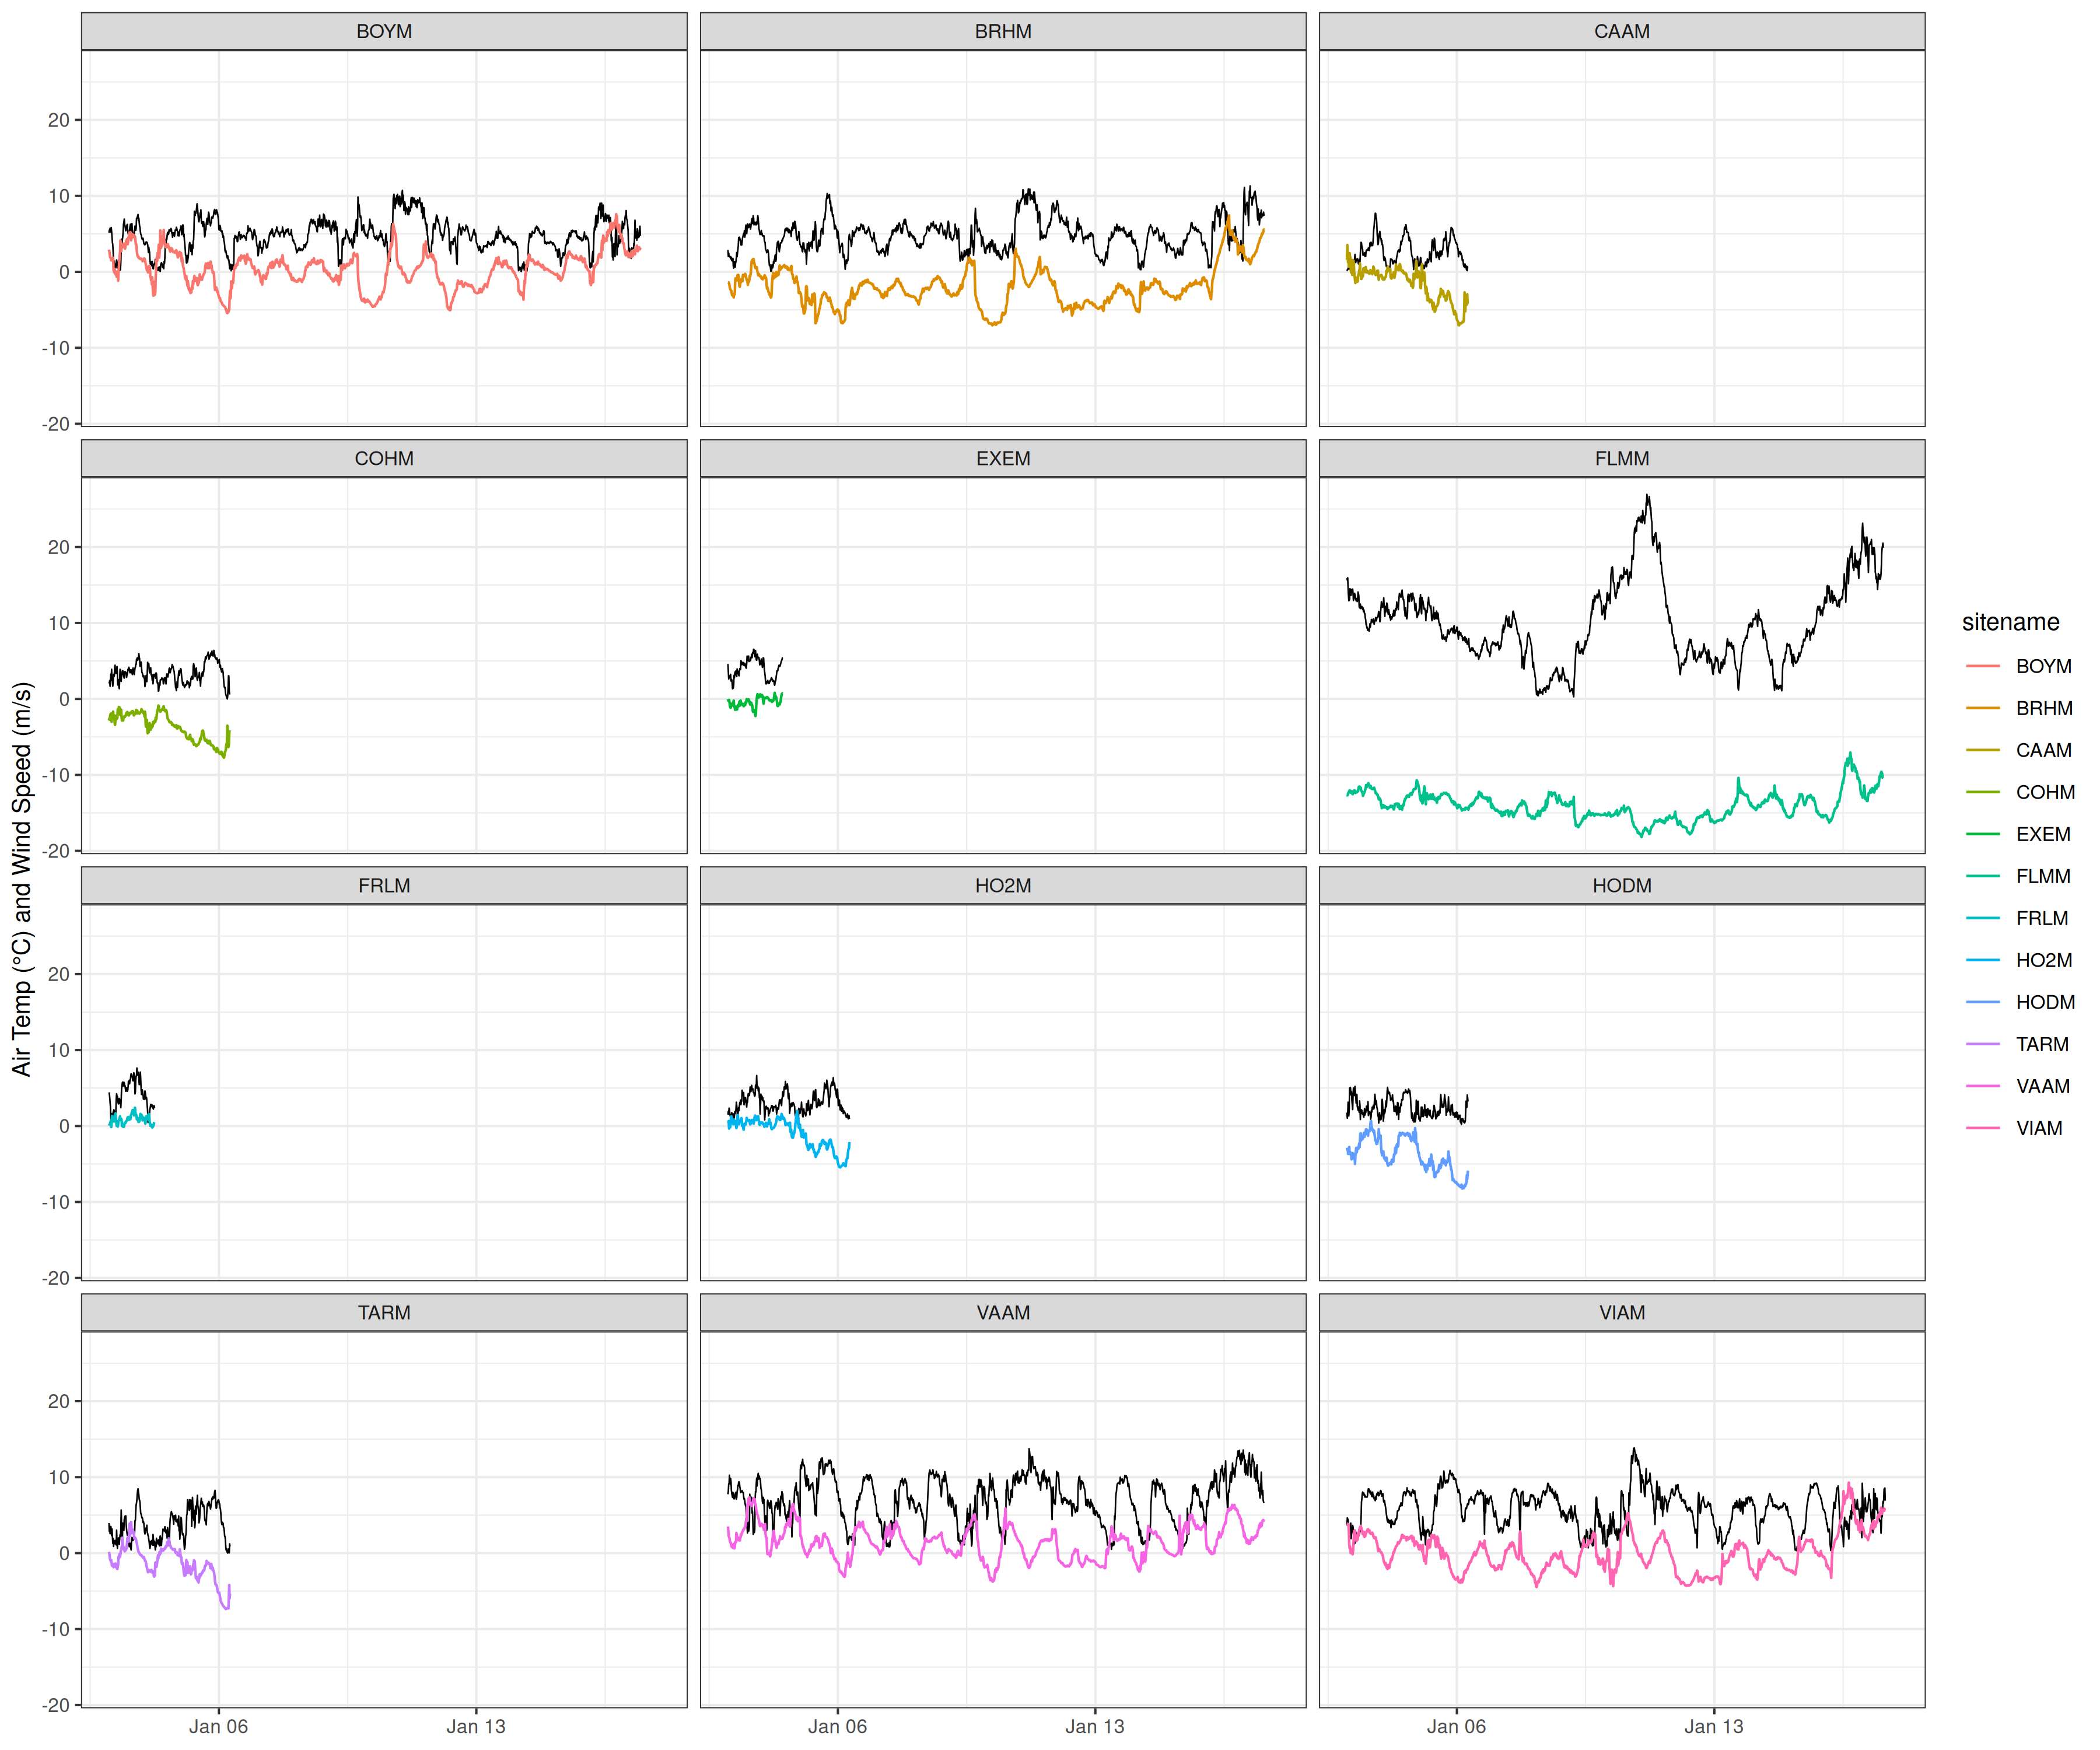 BOYM BRHM CAAM
20
10
0
-10
-20
COHM EXEM FLMM
20
10
0
-10
-20
FRLM HO2M HODM
20
10
0
-10
-20
TARM VAAM VIAM
20
10
0
-10
-20
Jan 06 Jan 13 Jan 06 Jan 13 Jan 06 Jan 13
Air Temp (°C) and Wind Speed (m/s)
sitename
BOYM
BRHM
CAAM
COHM
EXEM
FLMM
FRLM
HO2M
HODM
TARM
VAAM
VIAM